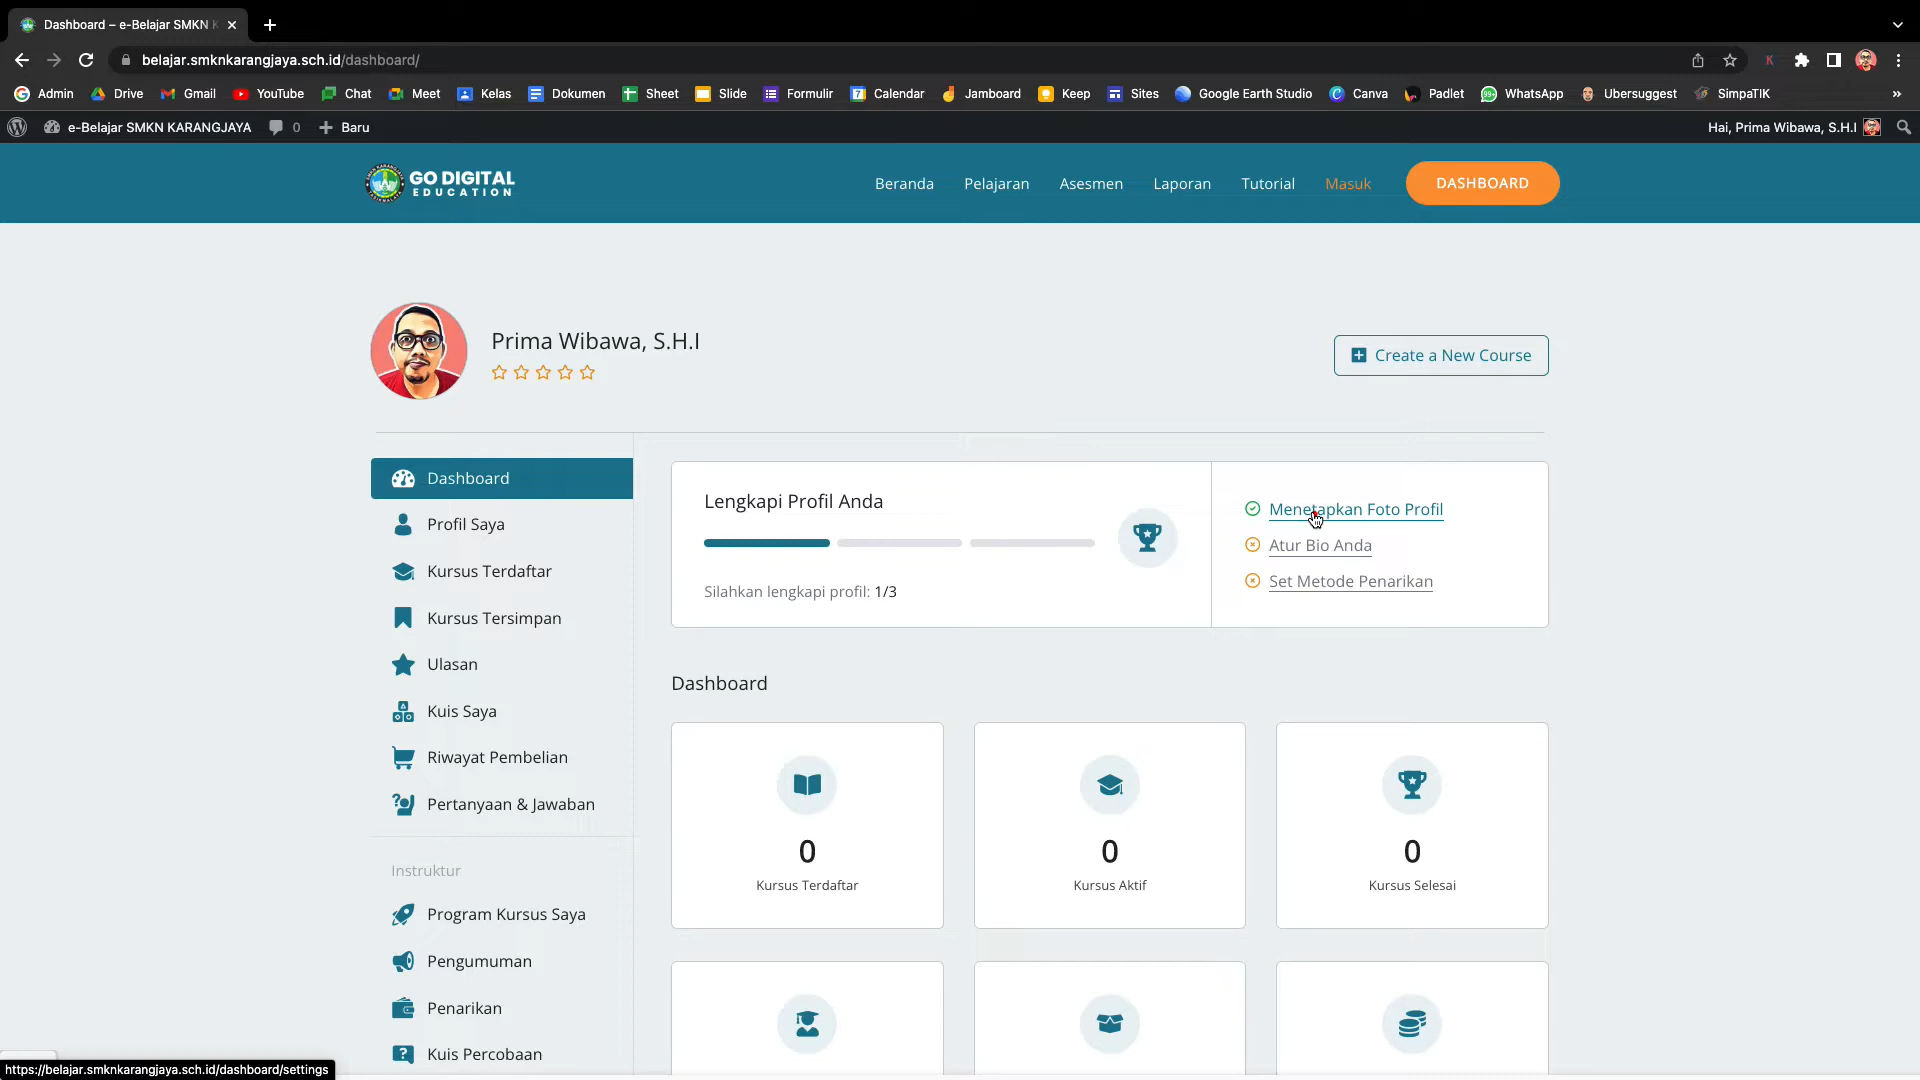 Dashboard – e-Belajar SMKN K
belajar.smknkarangjaya.sch.id/dashboard/
Admin Drive Gmail YouTube Chat Meet Kelas Dokumen Sheet Slide Formulir Calendar Jamboard Keep Sites Google Earth Studio Canva Padlet WhatsApp Ubersuggest SimpaTIK
e-Belajar SMKN KARANGJAYA 0 Baru Hai, Prima Wibawa, S.H.I
GO DIGITAL
EDUCATION
Beranda Pelajaran Asesmen Laporan Tutorial Masuk DASHBOARD
Prima Wibawa, S.H.I
Create a New Course
Dashboard
Profil Saya
Kursus Terdaftar
Kursus Tersimpan
Ulasan
Kuis Saya
Riwayat Pembelian
Pertanyaan & Jawaban
Instruktur
Program Kursus Saya
Pengumuman
Penarikan
Kuis Percobaan
Lengkapi Profil Anda
Silahkan lengkapi profil: 1/3
Menetapkan Foto Profil
Atur Bio Anda
Set Metode Penarikan
Dashboard
0
Kursus Terdaftar
0
Kursus Aktif
0
Kursus Selesai
https://belajar.smknkarangjaya.sch.id/dashboard/settings